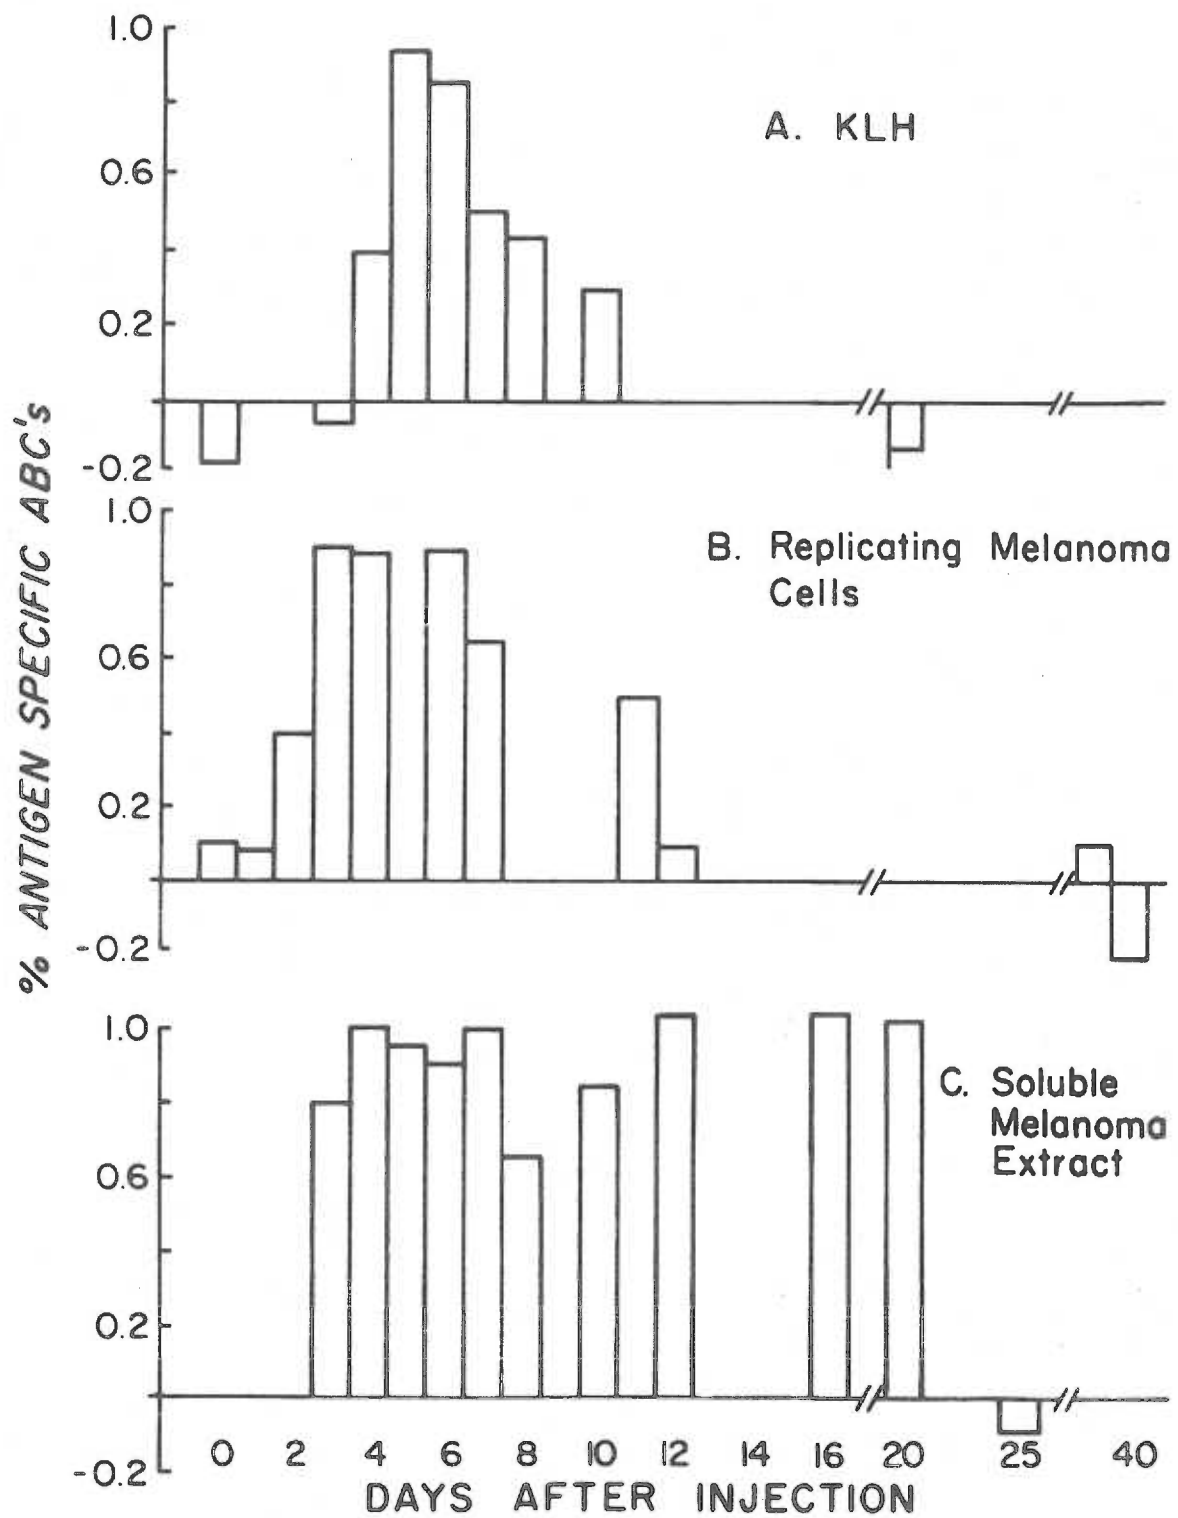 % ANTIGEN SPECIFIC ABC's
1.0
0.6
0.2
-0.2
A. KLH
1.0
0.6
0.2
-0.2
B. Replicating Melanoma
Cells
1.0
0.6
0.2
-0.2
C. Soluble
Melanoma
Extract
0 2 4 6 8 10 12 14 16 20 25 40
DAYS AFTER INJECTION